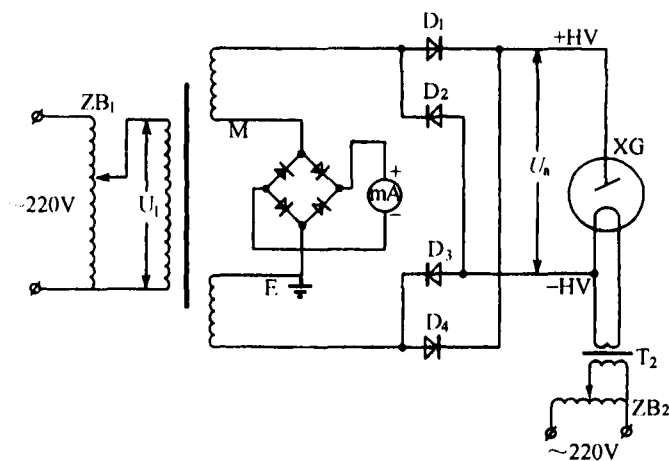 D₁
+HV
ZB₁
D₂
M
XG
+
mA
−
Uₐ
~220V
U₁
D₃
E
−HV
D₄
T₂
ZB₂
~220V